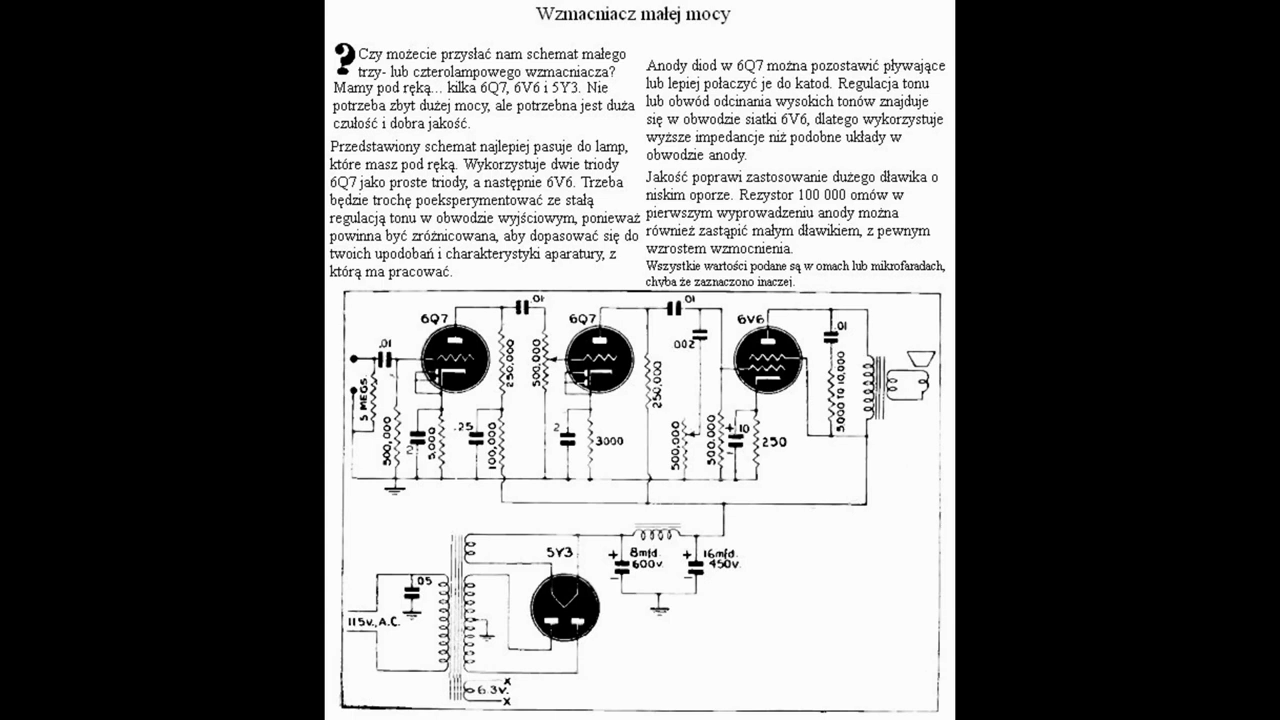 Wzmacniacz małej mocy
? Czy możecie przysłać nam schemat małego
trzy- lub czterolampowego wzmacniacza?
Mamy pod ręką... kilka 6Q7, 6V6 i 5Y3. Nie
potrzeba zbyt dużej mocy, ale potrzebna jest duża
czułość i dobra jakość.
Przedstawiony schemat najlepiej pasuje do lamp,
które masz pod ręką. Wykorzystuje dwie triody
6Q7 jako proste triody, a następnie 6V6. Trzeba
będzie trochę poeksperymentować ze stałą
regulacją tonu w obwodzie wyjściowym, ponieważ
powinna być zróżnicowana, aby dopasować się do
twoich upodobań i charakterystyki aparatury, z
którą ma pracować.
Anody diod w 6Q7 można pozostawić pływające
lub lepiej połaczyć je do katod. Regulacja tonu
lub obwód odcinania wysokich tonów znajduje
się w obwodzie siatki 6V6, dlatego wykorzystuje
wyższe impedancje niż podobne układy w
obwodzie anody.
Jakość poprawi zastosowanie dużego dławika o
niskim oporze. Rezystor 100 000 omów w
pierwszym wyprowadzeniu anody można
również zastąpić małym dławikiem, z pewnym
wzrostem wzmocnienia.
Wszystkie wartości podane są w omach lub mikrofaradach,
chyba że zaznaczono inaczej.
6Q7
.01
6Q7
.01
6V6
.01
.01
.002
5 MEGS.
500,000
.2
5,000
.25
250,000
100,000
500,000
.2
3000
250,000
500,000
500,000
+ 10 -
250
5,000 TO 10,000
5Y3
+ 8mfd. 600v. -
+ 16mfd. 450v. -
.05
115v., A.C.
6.3v.
X
X